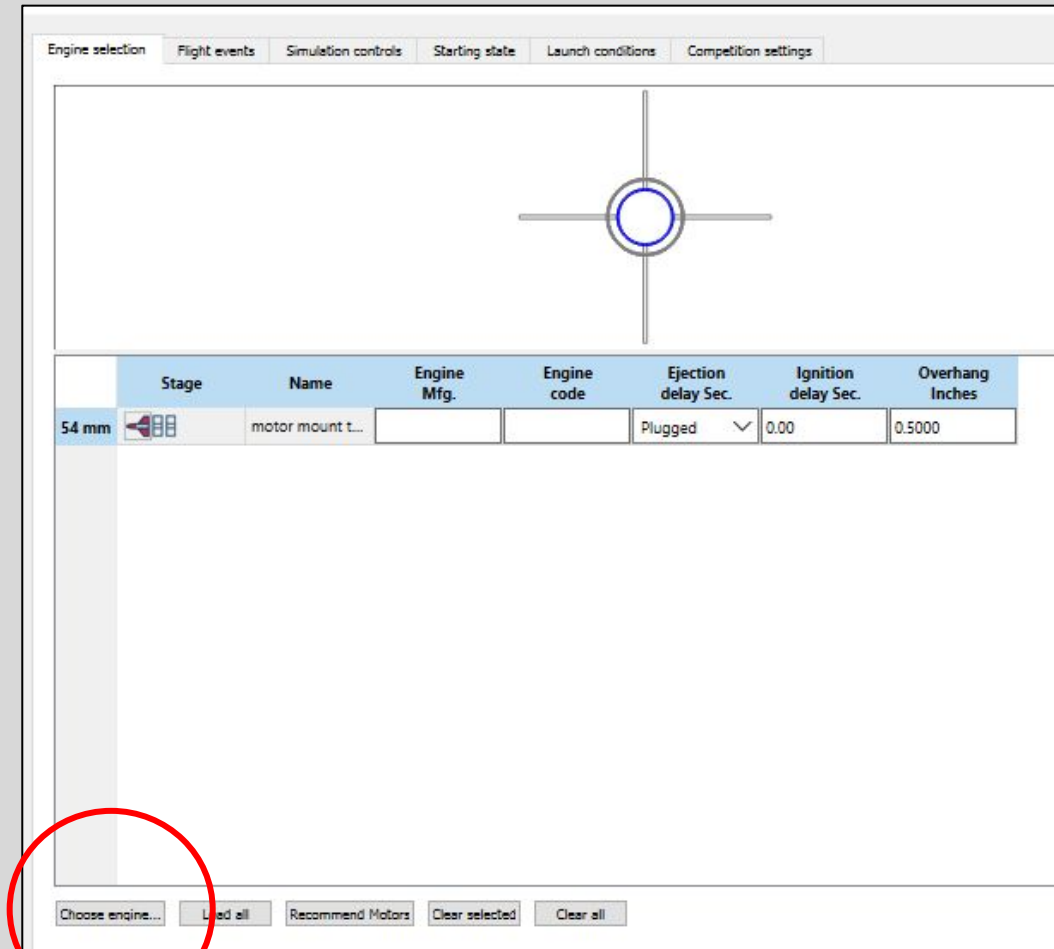 Engine selection Flight events Simulation controls Starting state Launch conditions Competition settings
Stage Name Engine Mfg. Engine code Ejection delay Sec. Ignition delay Sec. Overhang Inches
54 mm motor mount t... Plugged 0.00 0.5000
Choose engine... Load all Recommend Motors Clear selected Clear all